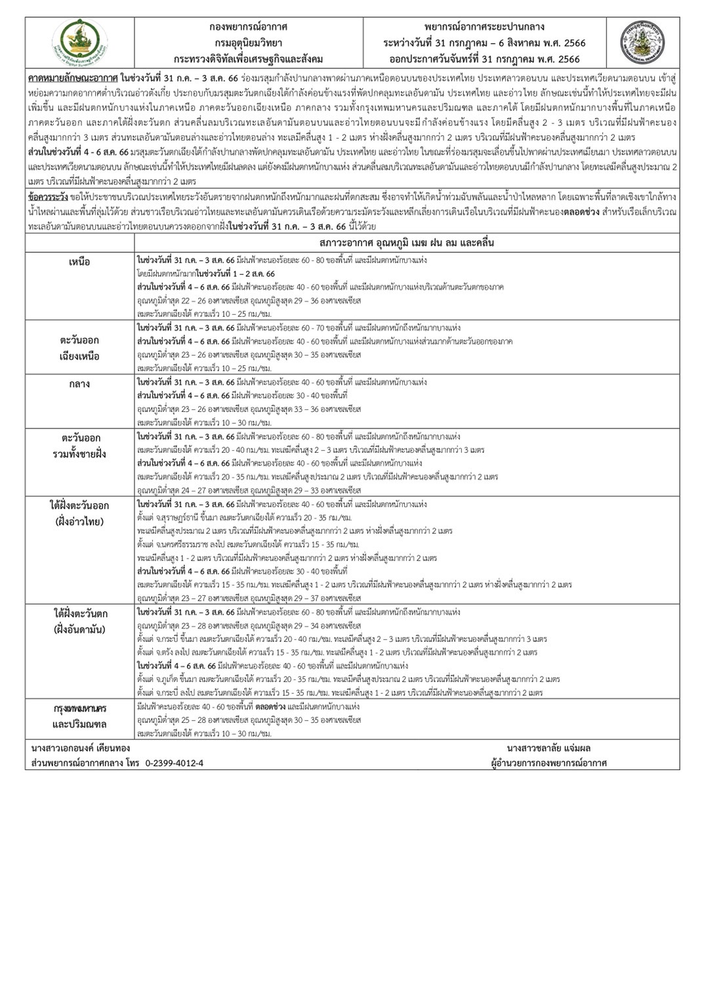 กองพยากรณ์อากาศ
กรมอุตุนิยมวิทยา
กระทรวงดิจิทัลเพื่อเศรษฐกิจและสังคม
พยากรณ์อากาศระยะปานกลาง
ระหว่างวันที่ 31 กรกฎาคม – 6 สิงหาคม พ.ศ. 2566
ออกประกาศวันจันทร์ที่ 31 กรกฎาคม พ.ศ. 2566
คาดหมายลักษณะอากาศ ในช่วงวันที่ 31 ก.ค. – 3 ส.ค. 66 ร่องมรสุมกำลังปานกลางพาดผ่านภาคเหนือตอนบนของประเทศไทย ประเทศลาวตอนบน และประเทศเวียดนามตอนบน เข้าสู่
หย่อมความกดอากาศต่ำบริเวณอ่าวตังเกี๋ย ประกอบกับมรสุมตะวันตกเฉียงใต้กำลังค่อนข้างแรงที่พัดปกคลุมทะเลอันดามัน ประเทศไทย และอ่าวไทย ลักษณะเช่นนี้ทำให้ประเทศไทยจะมีฝน
เพิ่มขึ้น และมีฝนตกหนักบางแห่งในภาคเหนือ ภาคตะวันออกเฉียงเหนือ ภาคกลาง รวมทั้งกรุงเทพมหานครและปริมณฑล และภาคใต้ โดยมีฝนตกหนักมากบางพื้นที่ในภาคเหนือ
ภาคตะวันออก และภาคใต้ฝั่งตะวันตก ส่วนคลื่นลมบริเวณทะเลอันดามันตอนบนและอ่าวไทยตอนบนจะมีกำลังค่อนข้างแรง โดยมีคลื่นสูง 2 - 3 เมตร บริเวณที่มีฝนฟ้าคะนอง
คลื่นสูงมากกว่า 3 เมตร ส่วนทะเลอันดามันตอนล่างและอ่าวไทยตอนล่าง ทะเลมีคลื่นสูง 1 - 2 เมตร ห่างฝั่งคลื่นสูงมากกว่า 2 เมตร บริเวณที่มีฝนฟ้าคะนองคลื่นสูงมากกว่า 2 เมตร
ส่วนในช่วงวันที่ 4 - 6 ส.ค. 66 มรสุมตะวันตกเฉียงใต้กำลังปานกลางพัดปกคลุมทะเลอันดามัน ประเทศไทย และอ่าวไทย ในขณะที่ร่องมรสุมจะเลื่อนขึ้นไปพาดผ่านประเทศเมียนมา ประเทศลาวตอนบน
และประเทศเวียดนามตอนบน ลักษณะเช่นนี้ทำให้ประเทศไทยมีฝนลดลง แต่ยังคงมีฝนตกหนักบางแห่ง ส่วนคลื่นลมบริเวณทะเลอันดามันและอ่าวไทยตอนบนมีกำลังปานกลาง โดยทะเลมีคลื่นสูงประมาณ 2
เมตร บริเวณที่มีฝนฟ้าคะนองคลื่นสูงมากกว่า 2 เมตร
ข้อควรระวัง ขอให้ประชาชนบริเวณประเทศไทยระวังอันตรายจากฝนตกหนักถึงหนักมากและฝนที่ตกสะสม ซึ่งอาจทำให้เกิดน้ำท่วมฉับพลันและน้ำป่าไหลหลาก โดยเฉพาะพื้นที่ลาดเชิงเขาใกล้ทาง
น้ำไหลผ่านและพื้นที่ลุ่มไว้ด้วย ส่วนชาวเรือบริเวณอ่าวไทยและทะเลอันดามันควรเดินเรือด้วยความระมัดระวังและหลีกเลี่ยงการเดินเรือในบริเวณที่มีฝนฟ้าคะนองตลอดช่วง สำหรับเรือเล็กบริเวณ
ทะเลอันดามันตอนบนและอ่าวไทยตอนบนควรงดออกจากฝั่งในช่วงวันที่ 31 ก.ค. – 3 ส.ค. 66 นี้ไว้ด้วย
สภาวะอากาศ อุณหภูมิ เมฆ ฝน ลม และคลื่น
เหนือ
ในช่วงวันที่ 31 ก.ค. – 3 ส.ค. 66 มีฝนฟ้าคะนองร้อยละ 60 - 80 ของพื้นที่ และมีฝนตกหนักบางแห่ง
โดยมีฝนตกหนักมากในช่วงวันที่ 1 – 2 ส.ค. 66
ส่วนในช่วงวันที่ 4 – 6 ส.ค. 66 มีฝนฟ้าคะนองร้อยละ 40 - 60 ของพื้นที่ และมีฝนตกหนักบางแห่งบริเวณด้านตะวันตกของภาค
อุณหภูมิต่ำสุด 22 – 26 องศาเซลเซียส อุณหภูมิสูงสุด 29 – 36 องศาเซลเซียส
ลมตะวันตกเฉียงใต้ ความเร็ว 10 – 25 กม./ชม.
ตะวันออก
เฉียงเหนือ
ในช่วงวันที่ 31 ก.ค. – 3 ส.ค. 66 มีฝนฟ้าคะนองร้อยละ 60 - 70 ของพื้นที่ และมีฝนตกหนักถึงหนักมากบางแห่ง
ส่วนในช่วงวันที่ 4 – 6 ส.ค. 66 มีฝนฟ้าคะนองร้อยละ 40 - 60 ของพื้นที่ และมีฝนตกหนักบางแห่งส่วนมากด้านตะวันออกของภาค
อุณหภูมิต่ำสุด 23 – 26 องศาเซลเซียส อุณหภูมิสูงสุด 30 – 35 องศาเซลเซียส
ลมตะวันตกเฉียงใต้ ความเร็ว 10 – 25 กม./ชม.
กลาง
ในช่วงวันที่ 31 ก.ค. – 3 ส.ค. 66 มีฝนฟ้าคะนองร้อยละ 40 - 60 ของพื้นที่ และมีฝนตกหนักบางแห่ง
ส่วนในช่วงวันที่ 4 – 6 ส.ค. 66 มีฝนฟ้าคะนองร้อยละ 30 - 40 ของพื้นที่
อุณหภูมิต่ำสุด 23 – 26 องศาเซลเซียส อุณหภูมิสูงสุด 33 – 36 องศาเซลเซียส
ลมตะวันตกเฉียงใต้ ความเร็ว 10 – 30 กม./ชม.
ตะวันออก
รวมทั้งชายฝั่ง
ในช่วงวันที่ 31 ก.ค. – 3 ส.ค. 66 มีฝนฟ้าคะนองร้อยละ 60 - 80 ของพื้นที่ และมีฝนตกหนักถึงหนักมากบางแห่ง
ลมตะวันตกเฉียงใต้ ความเร็ว 20 - 40 กม./ชม. ทะเลมีคลื่นสูง 2 – 3 เมตร บริเวณที่มีฝนฟ้าคะนองคลื่นสูงมากกว่า 3 เมตร
ส่วนในช่วงวันที่ 4 – 6 ส.ค. 66 มีฝนฟ้าคะนองร้อยละ 40 - 60 ของพื้นที่ และมีฝนตกหนักบางแห่ง
ลมตะวันตกเฉียงใต้ ความเร็ว 20 - 35 กม./ชม. ทะเลมีคลื่นสูงประมาณ 2 เมตร บริเวณที่มีฝนฟ้าคะนองคลื่นสูงมากกว่า 2 เมตร
อุณหภูมิต่ำสุด 24 – 27 องศาเซลเซียส อุณหภูมิสูงสุด 29 – 33 องศาเซลเซียส
ใต้ฝั่งตะวันออก
(ฝั่งอ่าวไทย)
ในช่วงวันที่ 31 ก.ค. – 3 ส.ค. 66 มีฝนฟ้าคะนองร้อยละ 40 - 60 ของพื้นที่ และมีฝนตกหนักบางแห่ง
ตั้งแต่ จ.สุราษฎร์ธานี ขึ้นมา ลมตะวันตกเฉียงใต้ ความเร็ว 20 - 35 กม./ชม.
ทะเลมีคลื่นสูงประมาณ 2 เมตร บริเวณที่มีฝนฟ้าคะนองคลื่นสูงมากกว่า 2 เมตร ห่างฝั่งคลื่นสูงมากกว่า 2 เมตร
ตั้งแต่ จ.นครศรีธรรมราช ลงไป ลมตะวันตกเฉียงใต้ ความเร็ว 15 - 35 กม./ชม.
ทะเลมีคลื่นสูง 1 - 2 เมตร บริเวณที่มีฝนฟ้าคะนองคลื่นสูงมากกว่า 2 เมตร ห่างฝั่งคลื่นสูงมากกว่า 2 เมตร
ส่วนในช่วงวันที่ 4 – 6 ส.ค. 66 มีฝนฟ้าคะนองร้อยละ 30 - 40 ของพื้นที่
ลมตะวันตกเฉียงใต้ ความเร็ว 15 - 35 กม./ชม. ทะเลมีคลื่นสูง 1 - 2 เมตร บริเวณที่มีฝนฟ้าคะนองคลื่นสูงมากกว่า 2 เมตร ห่างฝั่งคลื่นสูงมากกว่า 2 เมตร
อุณหภูมิต่ำสุด 23 – 27 องศาเซลเซียส อุณหภูมิสูงสุด 29 – 37 องศาเซลเซียส
ใต้ฝั่งตะวันตก
(ฝั่งอันดามัน)
ในช่วงวันที่ 31 ก.ค. – 3 ส.ค. 66 มีฝนฟ้าคะนองร้อยละ 60 - 80 ของพื้นที่ และมีฝนตกหนักถึงหนักมากบางแห่ง
อุณหภูมิต่ำสุด 23 – 28 องศาเซลเซียส อุณหภูมิสูงสุด 29 – 34 องศาเซลเซียส
ตั้งแต่ จ.กระบี่ ขึ้นมา ลมตะวันตกเฉียงใต้ ความเร็ว 20 - 40 กม./ชม. ทะเลมีคลื่นสูง 2 – 3 เมตร บริเวณที่มีฝนฟ้าคะนองคลื่นสูงมากกว่า 3 เมตร
ตั้งแต่ จ.ตรัง ลงไป ลมตะวันตกเฉียงใต้ ความเร็ว 15 - 35 กม./ชม. ทะเลมีคลื่นสูง 1 - 2 เมตร บริเวณที่มีฝนฟ้าคะนองคลื่นสูงมากกว่า 2 เมตร
ในช่วงวันที่ 4 – 6 ส.ค. 66 มีฝนฟ้าคะนองร้อยละ 40 - 60 ของพื้นที่ และมีฝนตกหนักบางแห่ง
ตั้งแต่ จ.ภูเก็ต ขึ้นมา ลมตะวันตกเฉียงใต้ ความเร็ว 20 - 35 กม./ชม. ทะเลมีคลื่นสูงประมาณ 2 เมตร บริเวณที่มีฝนฟ้าคะนองคลื่นสูงมากกว่า 2 เมตร
ตั้งแต่ จ.กระบี่ ลงไป ลมตะวันตกเฉียงใต้ ความเร็ว 15 - 35 กม./ชม. ทะเลมีคลื่นสูง 1 - 2 เมตร บริเวณที่มีฝนฟ้าคะนองคลื่นสูงมากกว่า 2 เมตร
กรุงเทพมหานคร
และปริมณฑล
มีฝนฟ้าคะนองร้อยละ 40 - 60 ของพื้นที่ ตลอดช่วง และมีฝนตกหนักบางแห่ง
อุณหภูมิต่ำสุด 25 – 28 องศาเซลเซียส อุณหภูมิสูงสุด 30 – 35 องศาเซลเซียส
ลมตะวันตกเฉียงใต้ ความเร็ว 10 – 30 กม./ชม.
นางสาวเอกอนงค์ เคียนทอง
ส่วนพยากรณ์อากาศกลาง โทร 0-2399-4012-4
นางสาวชลาลัย แจ่มผล
ผู้อำนวยการกองพยากรณ์อากาศ